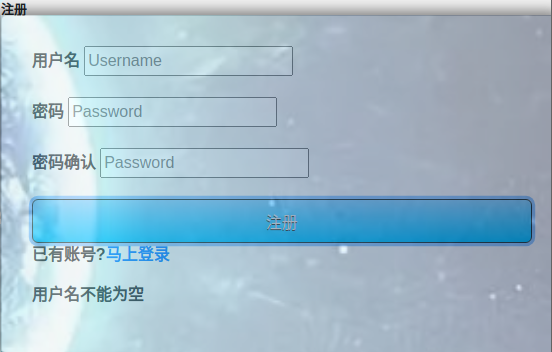 注册
用户名 Username
密码 Password
密码确认 Password
注册
已有账号?马上登录
用户名不能为空